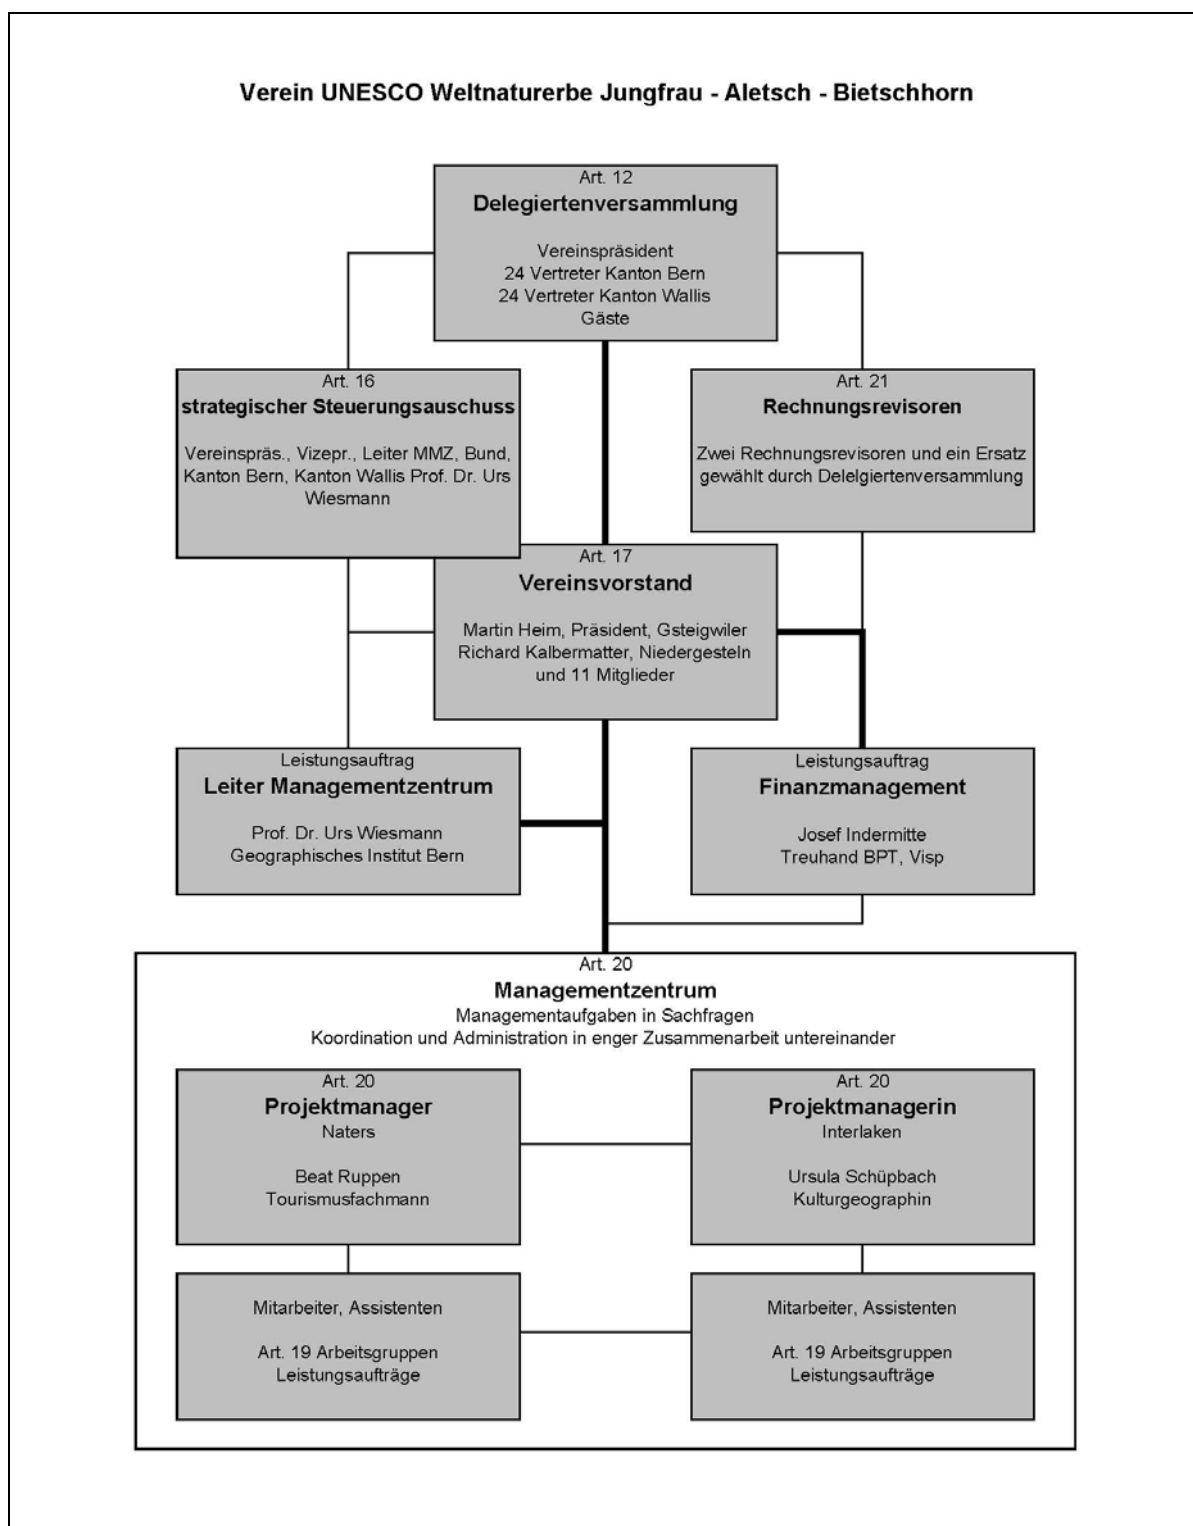 Verein UNESCO Weltnaturerbe Jungfrau - Aletsch - Bietschhorn
Art. 12
Delegiertenversammlung
Vereinspräsident
24 Vertreter Kanton Bern
24 Vertreter Kanton Wallis
Gäste
Art. 16
strategischer Steuerungsauschuss
Vereinspräs., Vizepr., Leiter MMZ, Bund,
Kanton Bern, Kanton Wallis Prof. Dr. Urs
Wiesmann
Art. 21
Rechnungsrevisoren
Zwei Rechnungsrevisoren und ein Ersatz
gewählt durch Delelgiertenversammlung
Art. 17
Vereinsvorstand
Martin Heim, Präsident, Gsteigwiler
Richard Kalbermatter, Niedergesteln
und 11 Mitglieder
Leistungsauftrag
Leiter Managementzentrum
Prof. Dr. Urs Wiesmann
Geographisches Institut Bern
Leistungsauftrag
Finanzmanagement
Josef Indermitte
Treuhand BPT, Visp
Art. 20
Managementzentrum
Managementaufgaben in Sachfragen
Koordination und Administration in enger Zusammenarbeit untereinander
Art. 20
Projektmanager
Naters
Beat Ruppen
Tourismusfachmann
Art. 20
Projektmanagerin
Interlaken
Ursula Schüpbach
Kulturgeographin
Mitarbeiter, Assistenten
Art. 19 Arbeitsgruppen
Leistungsaufträge
Mitarbeiter, Assistenten
Art. 19 Arbeitsgruppen
Leistungsaufträge